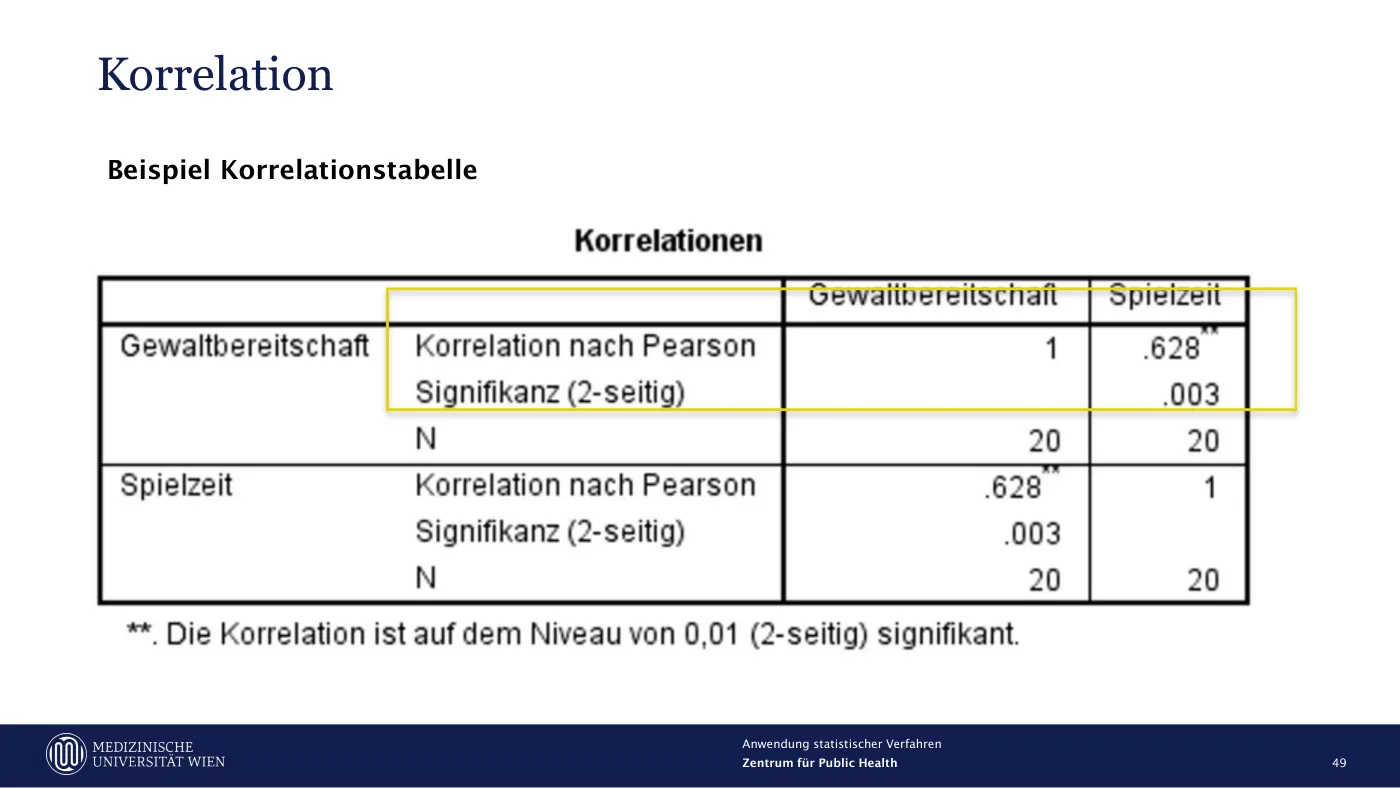 Korrelation
Beispiel Korrelationstabelle
Korrelationen
Gewaltbereitschaft Spielzeit
Gewaltbereitschaft Korrelation nach Pearson 1 .628**
Signifikanz (2-seitig) .003
N 20 20
Spielzeit Korrelation nach Pearson .628** 1
Signifikanz (2-seitig) .003
N 20 20
**. Die Korrelation ist auf dem Niveau von 0,01 (2-seitig) signifikant.
MEDIZINISCHE
UNIVERSITÄT WIEN
Anwendung statistischer Verfahren
Zentrum für Public Health
49